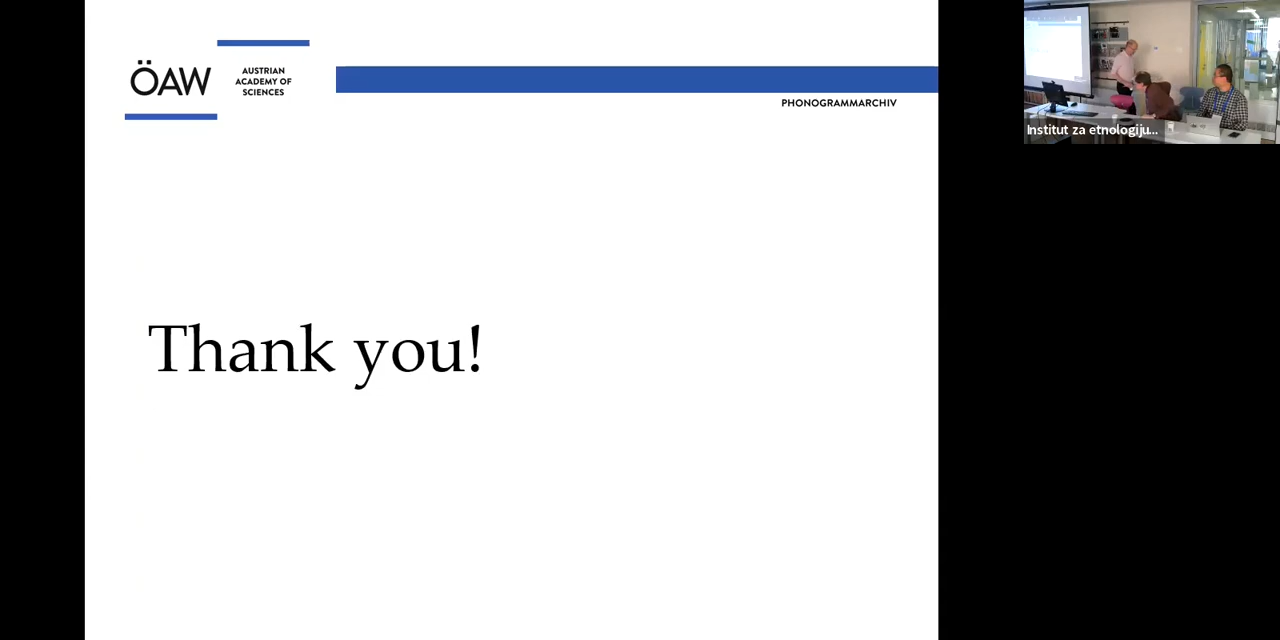 ÖAW
AUSTRIAN
ACADEMY OF
SCIENCES
PHONOGRAMMARCHIV
Institut za etnologiju...
Thank you!